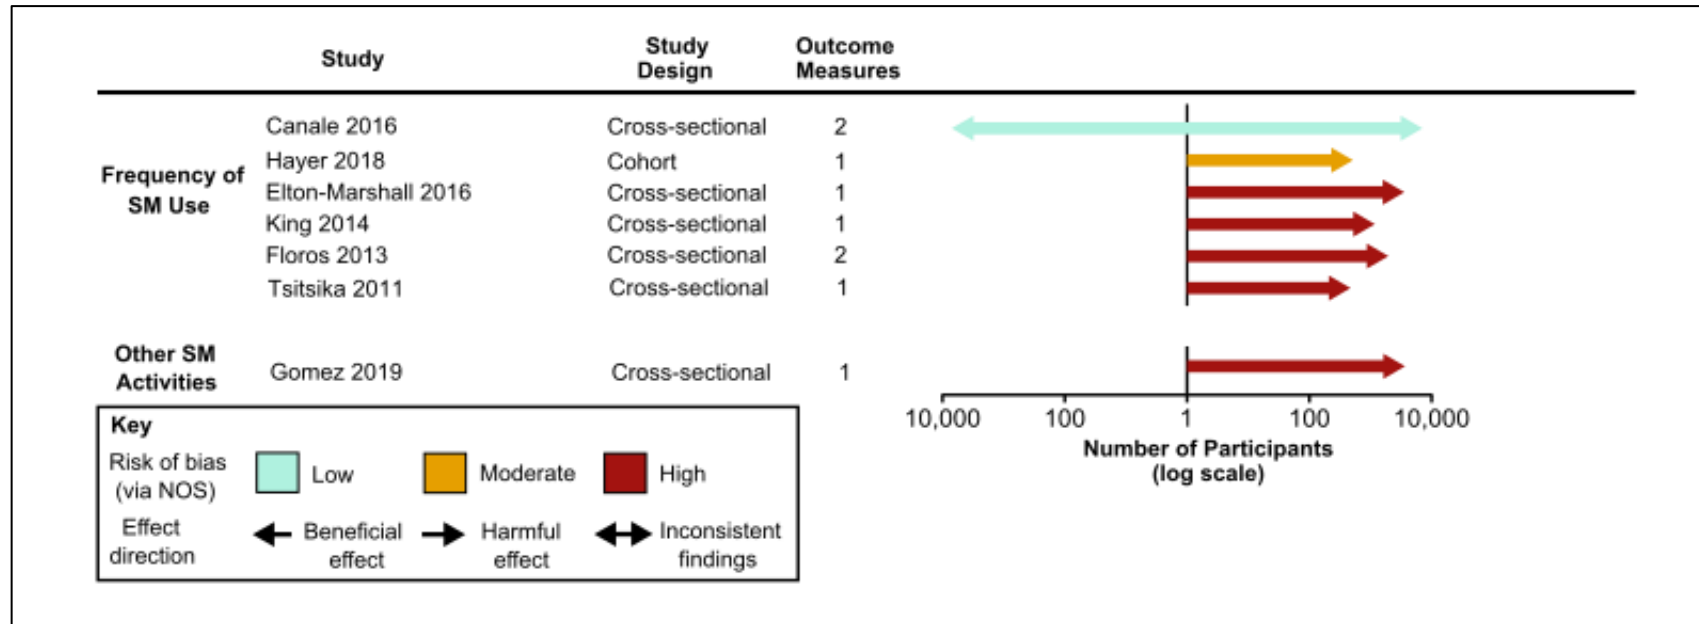 Study Study Design Outcome Measures
Frequency of SM Use
Canale 2016 Cross-sectional 2
Hayer 2018 Cohort 1
Elton-Marshall 2016 Cross-sectional 1
King 2014 Cross-sectional 1
Floros 2013 Cross-sectional 2
Tsitsika 2011 Cross-sectional 1
Other SM Activities
Gomez 2019 Cross-sectional 1
10,000 100 1 100 10,000
Number of Participants
(log scale)
Key
Risk of bias (via NOS) Low Moderate High
Effect direction Beneficial effect Harmful effect Inconsistent findings